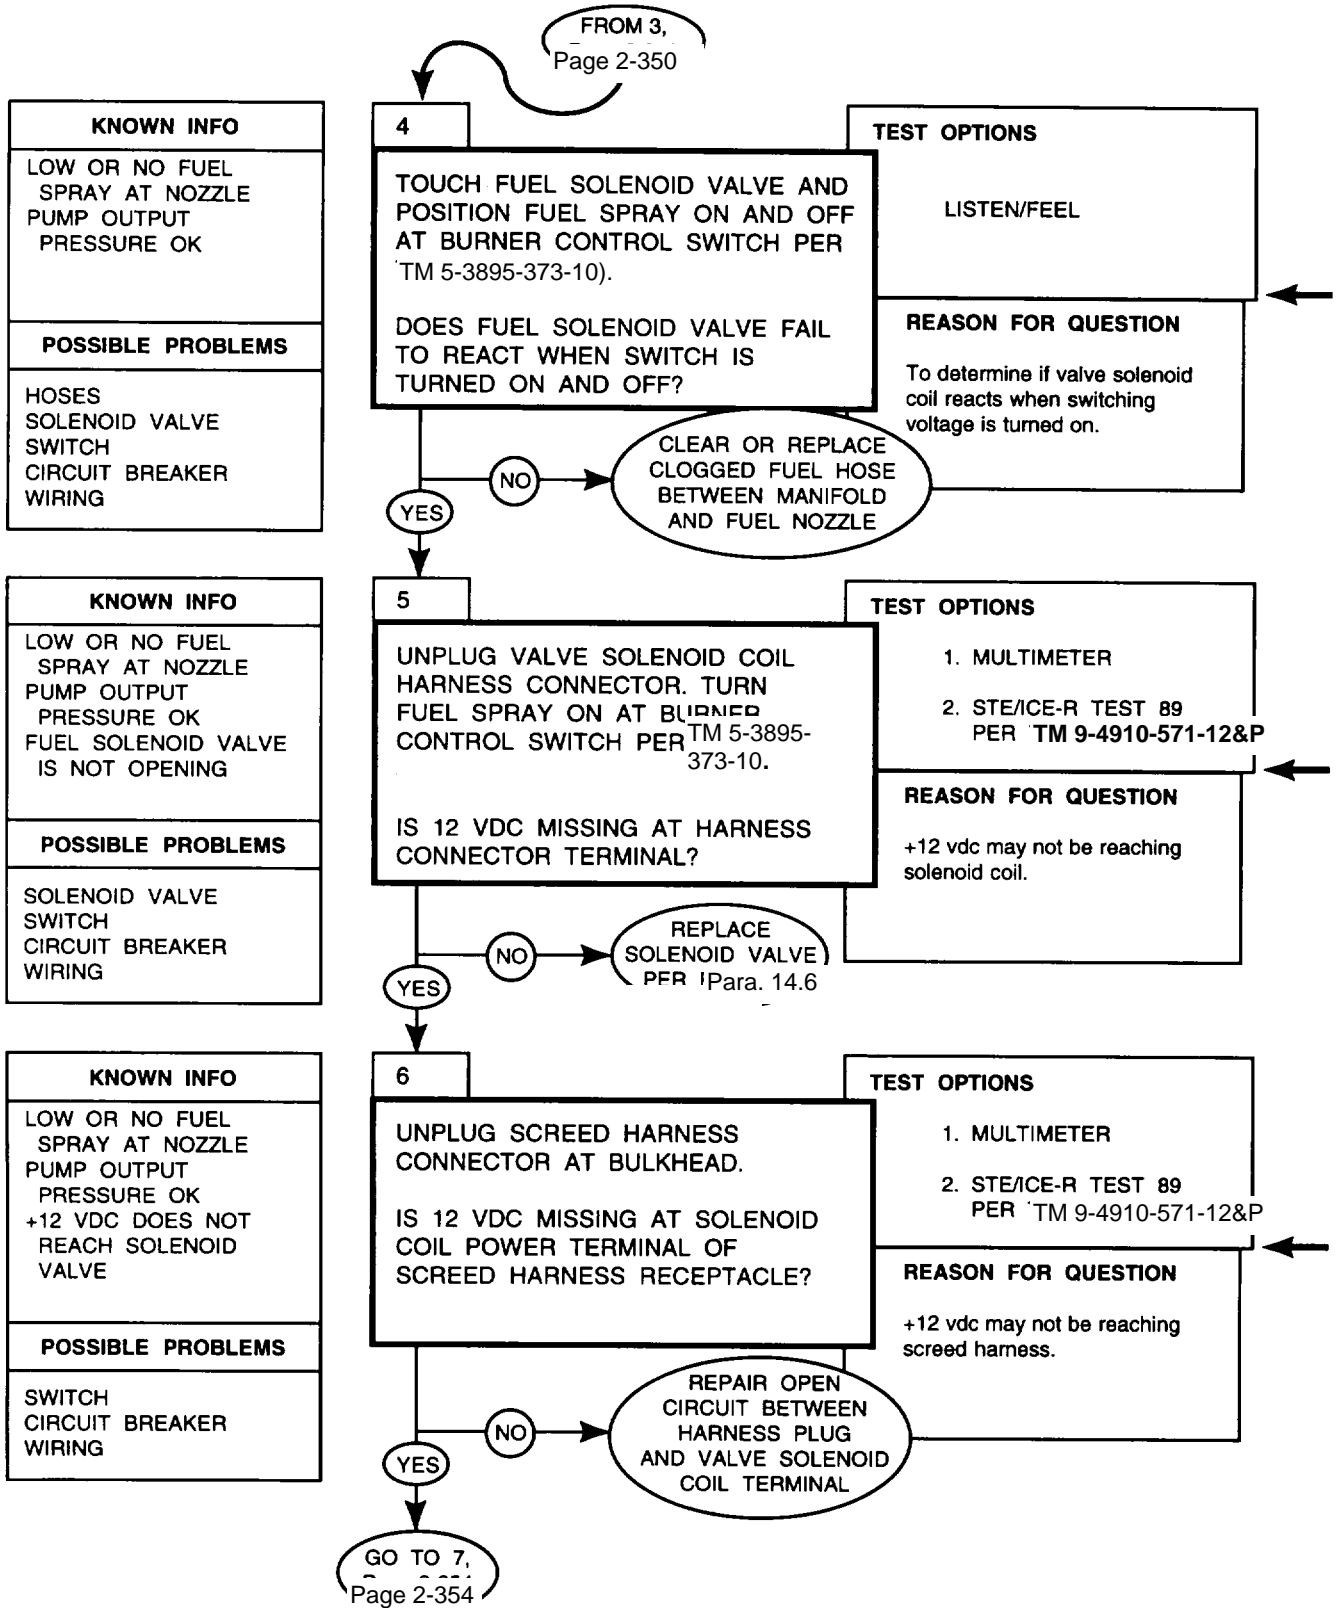 FROM 3,
Page 2-350
KNOWN INFO
LOW OR NO FUEL
SPRAY AT NOZZLE
PUMP OUTPUT
PRESSURE OK
POSSIBLE PROBLEMS
HOSES
SOLENOID VALVE
SWITCH
CIRCUIT BREAKER
WIRING
4
TOUCH FUEL SOLENOID VALVE AND
POSITION FUEL SPRAY ON AND OFF
AT BURNER CONTROL SWITCH PER
TM 5-3895-373-10).
DOES FUEL SOLENOID VALVE FAIL
TO REACT WHEN SWITCH IS
TURNED ON AND OFF?
TEST OPTIONS
LISTEN/FEEL
REASON FOR QUESTION
To determine if valve solenoid
coil reacts when switching
voltage is turned on.
NO
CLEAR OR REPLACE
CLOGGED FUEL HOSE
BETWEEN MANIFOLD
AND FUEL NOZZLE
YES
KNOWN INFO
LOW OR NO FUEL
SPRAY AT NOZZLE
PUMP OUTPUT
PRESSURE OK
FUEL SOLENOID VALVE
IS NOT OPENING
POSSIBLE PROBLEMS
SOLENOID VALVE
SWITCH
CIRCUIT BREAKER
WIRING
5
UNPLUG VALVE SOLENOID COIL
HARNESS CONNECTOR. TURN
FUEL SPRAY ON AT BURNER
CONTROL SWITCH PER TM 5-3895-
373-10.
IS 12 VDC MISSING AT HARNESS
CONNECTOR TERMINAL?
TEST OPTIONS
1. MULTIMETER
2. STE/ICE-R TEST 89
PER TM 9-4910-571-12&P
REASON FOR QUESTION
+12 vdc may not be reaching
solenoid coil.
NO
REPLACE
SOLENOID VALVE
PER Para. 14.6
YES
KNOWN INFO
LOW OR NO FUEL
SPRAY AT NOZZLE
PUMP OUTPUT
PRESSURE OK
+12 VDC DOES NOT
REACH SOLENOID
VALVE
POSSIBLE PROBLEMS
SWITCH
CIRCUIT BREAKER
WIRING
6
UNPLUG SCREED HARNESS
CONNECTOR AT BULKHEAD.
IS 12 VDC MISSING AT SOLENOID
COIL POWER TERMINAL OF
SCREED HARNESS RECEPTACLE?
TEST OPTIONS
1. MULTIMETER
2. STE/ICE-R TEST 89
PER TM 9-4910-571-12&P
REASON FOR QUESTION
+12 vdc may not be reaching
screed harness.
NO
REPAIR OPEN
CIRCUIT BETWEEN
HARNESS PLUG
AND VALVE SOLENOID
COIL TERMINAL
YES
GO TO 7,
Page 2-354